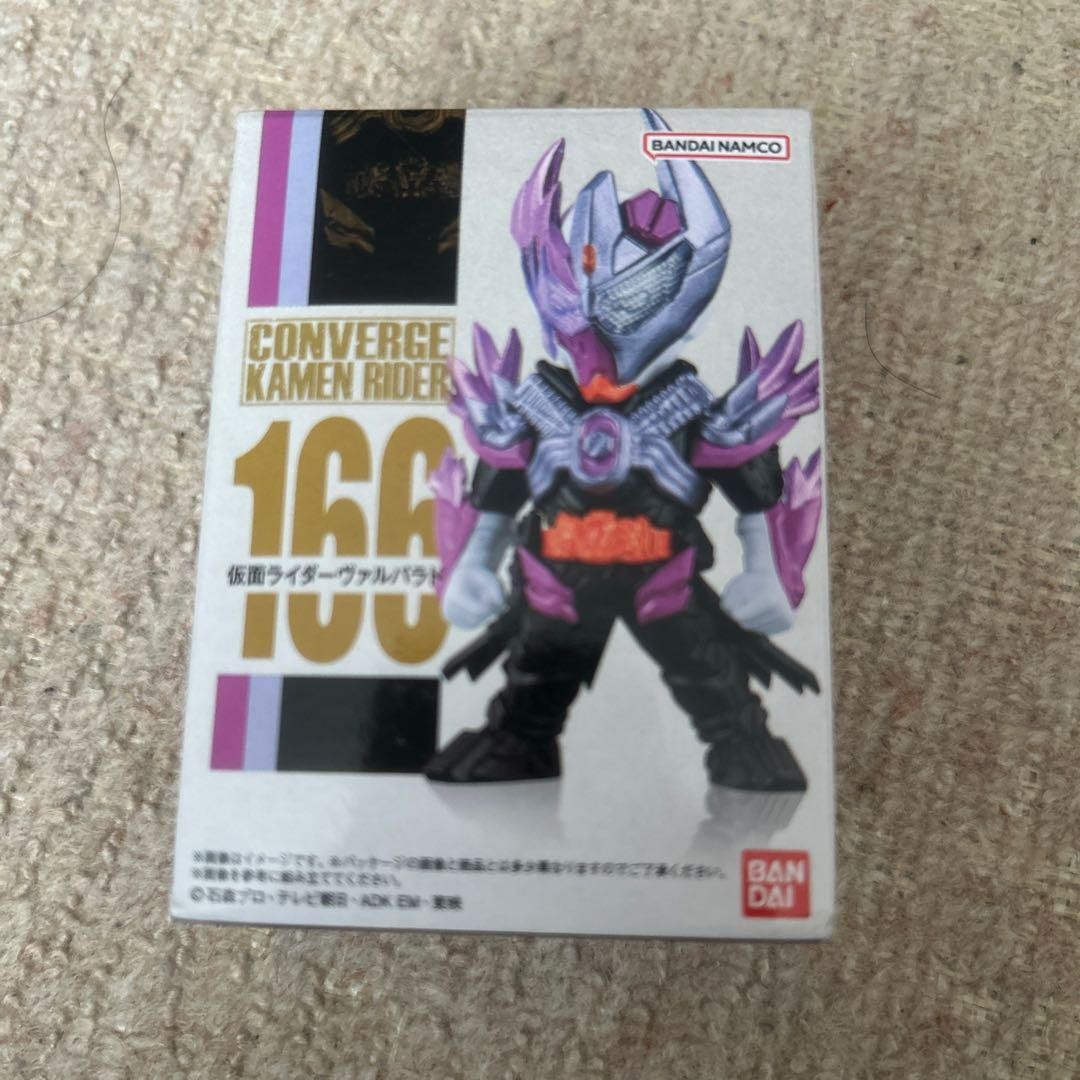 BANDAI NAMCO
CONVERGE
KAMEN RIDER
166
仮面ライダーヴァルバラド
※画像はイメージです。※パッケージの画像と商品とは多少異なりますのでご了承ください。
※画像を参考に組み立ててください。
©石森プロ・テレビ朝日・ADK EM・東映
BAN
DAI